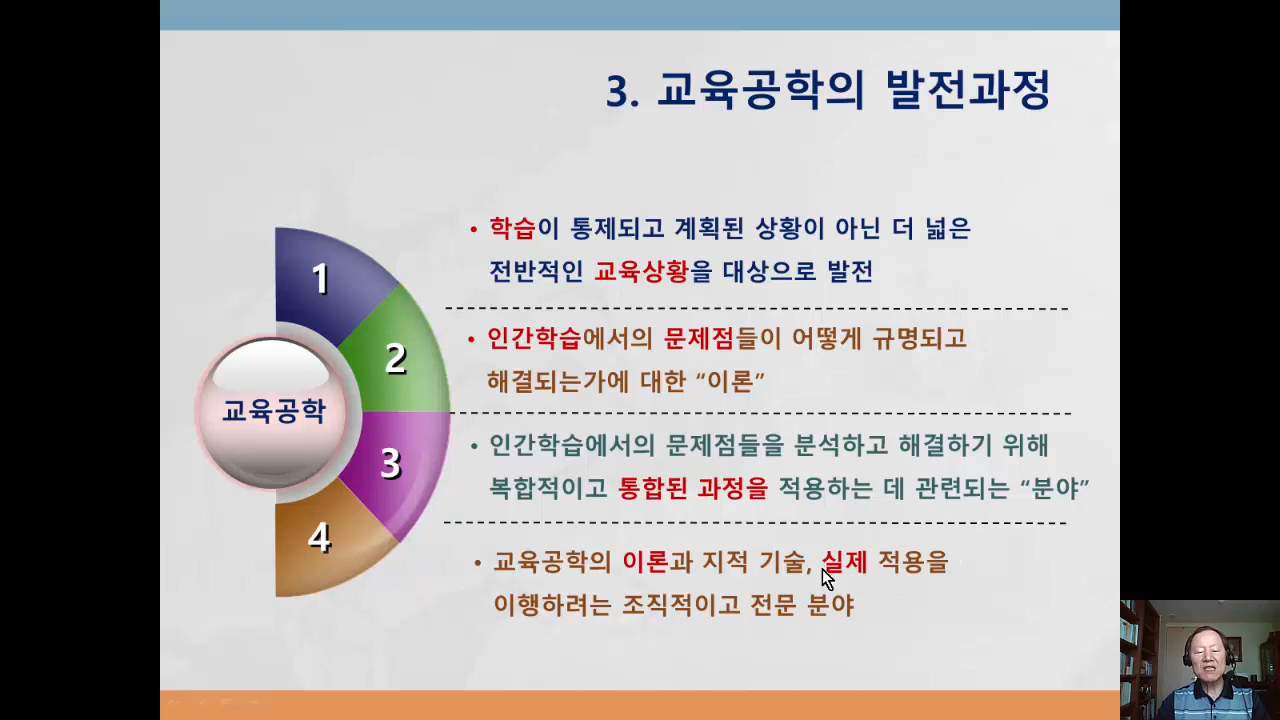 3. 교육공학의 발전과정
• 학습이 통제되고 계획된 상황이 아닌 더 넓은
전반적인 교육상황을 대상으로 발전
1
• 인간학습에서의 문제점들이 어떻게 규명되고
해결되는가에 대한 “이론”
2
교육공학
• 인간학습에서의 문제점들을 분석하고 해결하기 위해
복합적이고 통합된 과정을 적용하는 데 관련되는 “분야”
3
• 교육공학의 이론과 지적 기술, 실제 적용을
이행하려는 조직적이고 전문 분야
4